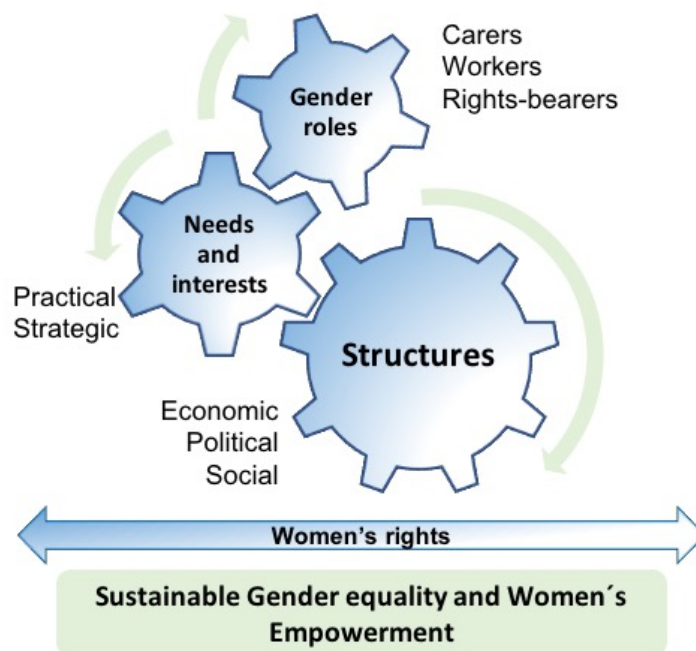 Carers
Workers
Rights-bearers
Gender
roles
Needs
and
interests
Practical
Strategic
Structures
Economic
Political
Social
Women’s rights
Sustainable Gender equality and Women´s
Empowerment